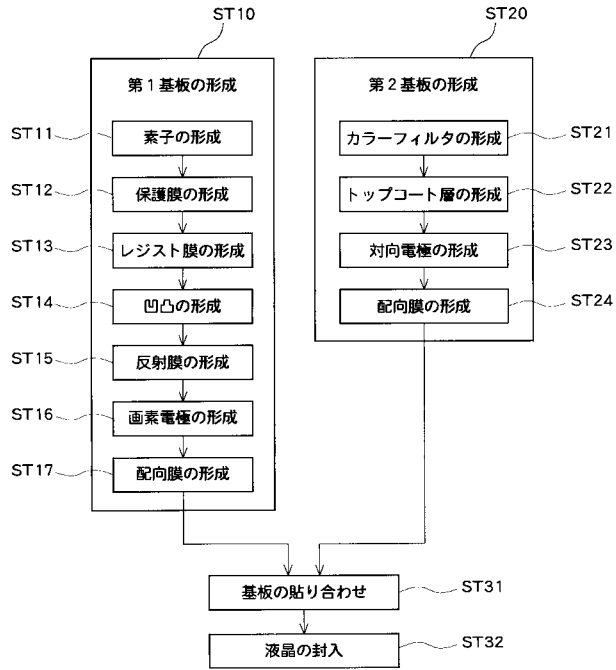 ST10
第1基板の形成
ST11
素子の形成
ST12
保護膜の形成
ST13
レジスト膜の形成
ST14
凹凸の形成
ST15
反射膜の形成
ST16
画素電極の形成
ST17
配向膜の形成
ST20
第2基板の形成
カラーフィルタの形成
ST21
トップコート層の形成
ST22
対向電極の形成
ST23
配向膜の形成
ST24
基板の貼り合わせ
ST31
液晶の封入
ST32